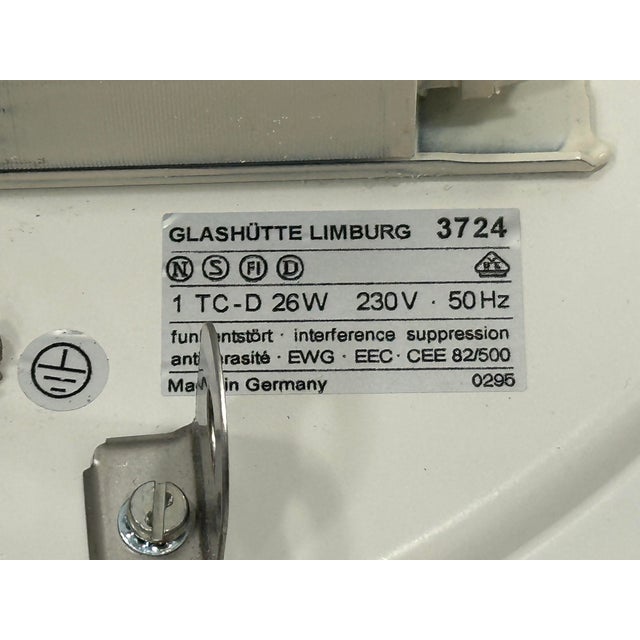 GLASHÜTTE LIMBURG 3724
N S FI D
1 TC-D 26W 230V · 50Hz
· interference suppression
· EWG · EEC · CEE 82/500
in Germany 0295